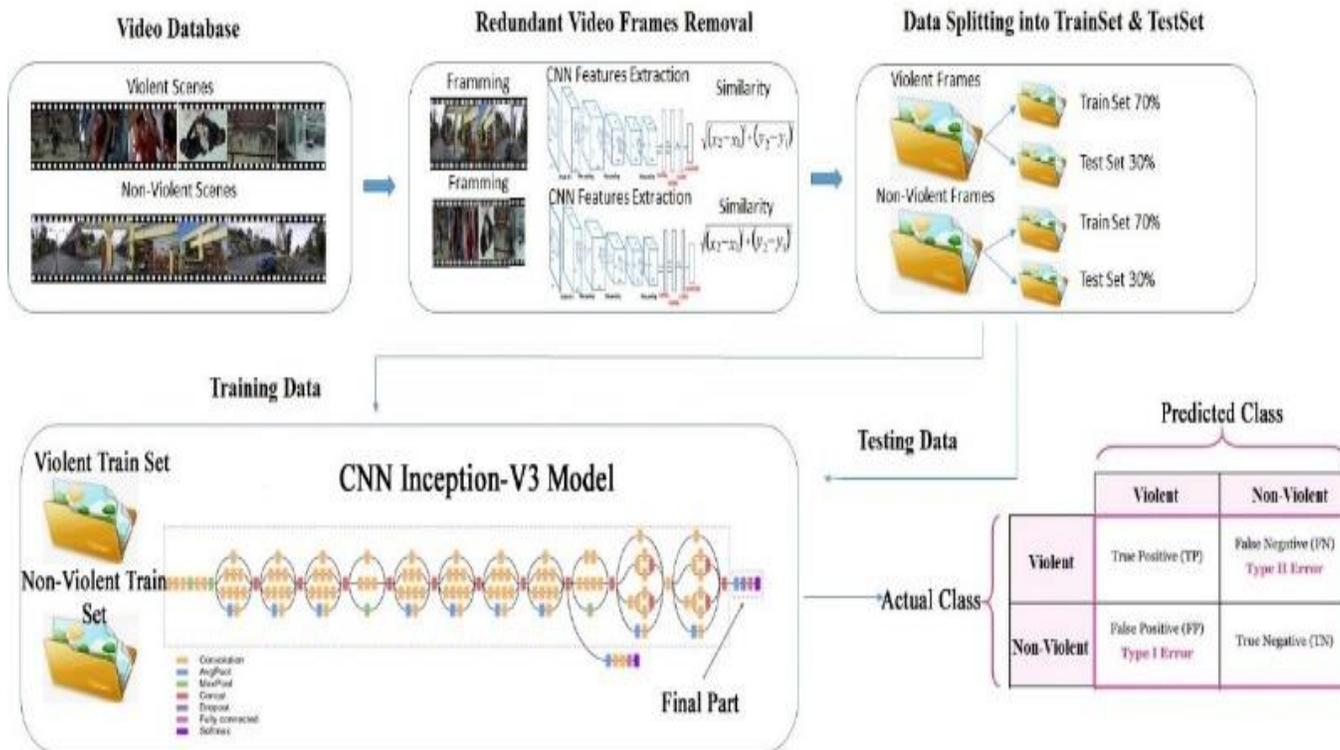 Video Database
Violent Scenes
Non-Violent Scenes
Redundant Video Frames Removal
Framming
CNN Features Extraction
Similarity
Framming
CNN Features Extraction
Similarity
Data Splitting into TrainSet & TestSet
Violent Frames
Train Set 70%
Test Set 30%
Non-Violent Frames
Train Set 70%
Test Set 30%
Training Data
Testing Data
Violent Train Set
Non-Violent Train
Set
CNN Inception-V3 Model
Convolution
AvgPool
MaxPool
Concat
Dropout
Fully connected
Softmax
Final Part
Predicted Class
Violent
Non-Violent
Actual Class
Violent
True Positive (TP)
False Negative (FN)
Type II Error
Non-Violent
False Positive (FP)
Type I Error
True Negative (TN)